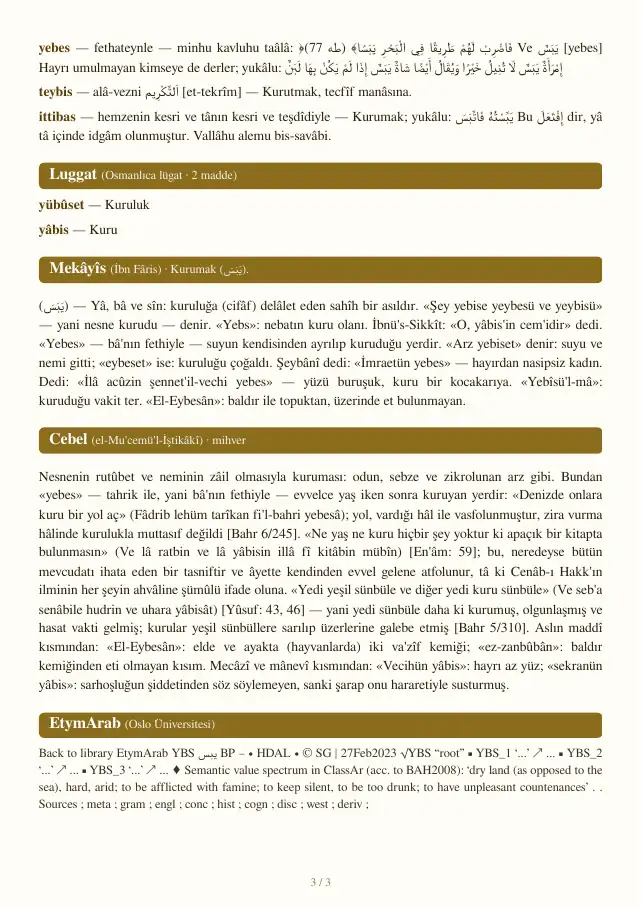 yebes — fethateynle — minhu kavluhu taâlâ: ﴿فَاضْرِبْ لَهُمْ طَرِيقًا فِي الْبَحْرِ يَبَسًا﴾ (طه 77) Ve يَبَسٌ [yebes]
Hayrı umulmayan kimseye de derler; yukâlu: إِمْرَأَةٌ يَبَسٌ لَا تُنِيلُ خَيْرًا وَيُقَالُ أَيْضًا شَاةٌ يَبَسٌ إِذَا لَمْ يَكُنْ بِهَا لَبَنٌ
teybis — alâ-vezni اَلتَّكْرِيم [et-tekrîm] — Kurutmak, tecfîf manâsına.
ittibas — hemzenin kesri ve tânın kesri ve teşdîdiyle — Kurumak; yukâlu: يَبَّسْتُهُ فَاتَّبَسَ Bu إِفْتَعَلَ dir, yâ
tâ içinde idgâm olunmuştur. Vallâhu alemu bis-savâbi.
Luggat (Osmanlıca lügat · 2 madde)
yübûset — Kuruluk
yâbis — Kuru
Mekâyîs (İbn Fâris) · Kurumak (يَبَسَ).
(يَبَسَ) — Yâ, bâ ve sîn: kuruluğa (cifâf) delâlet eden sahîh bir asıldır. «Şey yebise yeybesü ve yeybisü»
— yani nesne kurudu — denir. «Yebs»: nebatın kuru olanı. İbnü's-Sikkît: «O, yâbis'in cem'idir» dedi.
«Yebes» — bâ'nın fethiyle — suyun kendisinden ayrılıp kuruduğu yerdir. «Arz yebiset» denir: suyu ve
nemi gitti; «eybeset» ise: kuruluğu çoğaldı. Şeybânî dedi: «İmraetün yebes» — hayırdan nasipsiz kadın.
Dedi: «İlâ acûzin şennet'il-vechi yebes» — yüzü buruşuk, kuru bir kocakarıya. «Yebîsü'l-mâ»:
kuruduğu vakit ter. «El-Eybesân»: baldır ile topuktan, üzerinde et bulunmayan.
Cebel (el-Mu'cemü'l-İştikâkî) · mihver
Nesnenin rutûbet ve neminin zâil olmasıyla kuruması: odun, sebze ve zikrolunan arz gibi. Bundan
«yebes» — tahrik ile, yani bâ'nın fethiyle — evvelce yaş iken sonra kuruyan yerdir: «Denizde onlara
kuru bir yol aç» (Fâdrib lehüm tarîkan fi'l-bahri yebesâ); yol, vardığı hâl ile vasfolunmuştur, zira vurma
hâlinde kurulukla muttasıf değildi [Bahr 6/245]. «Ne yaş ne kuru hiçbir şey yoktur ki apaçık bir kitapta
bulunmasın» (Ve lâ ratbin ve lâ yâbisin illâ fî kitâbin mübîn) [En'âm: 59]; bu, neredeyse bütün
mevcudatı ihata eden bir tasniftir ve âyette kendinden evvel gelene atfolunur, tâ ki Cenâb-ı Hakk'ın
ilminin her şeyin ahvâline şümûlü ifade oluna. «Yedi yeşil sünbüle ve diğer yedi kuru sünbüle» (Ve seb'a
senâbile hudrin ve uhara yâbisât) [Yûsuf: 43, 46] — yani yedi sünbüle daha ki kurumuş, olgunlaşmış ve
hasat vakti gelmiş; kurular yeşil sünbüllere sarılıp üzerlerine galebe etmiş [Bahr 5/310]. Aslın maddî
kısmından: «El-Eybesân»: elde ve ayakta (hayvanlarda) iki va'zîf kemiği; «ez-zanbûbân»: baldır
kemiğinden eti olmayan kısım. Mecâzî ve mânevî kısmından: «Vecihün yâbis»: hayrı az yüz; «sekranün
yâbis»: sarhoşluğun şiddetinden söz söylemeyen, sanki şarap onu hararetiyle susturmuş.
EtymArab (Oslo Üniversitesi)
Back to library EtymArab YBS يبس BP – • HDAL • © SG | 27Feb2023 √YBS “root” ▪ YBS_1 ‘...’ ↗ ... ▪ YBS_2
‘...’ ↗ ... ▪ YBS_3 ‘...’ ↗ ... ♦ Semantic value spectrum in ClassAr (acc. to BAH2008): ‘dry land (as opposed to the
sea), hard, arid; to be afflicted with famine; to keep silent, to be too drunk; to have unpleasant countenances’ . .
Sources ; meta ; gram ; engl ; conc ; hist ; cogn ; disc ; west ; deriv ;
3 / 3